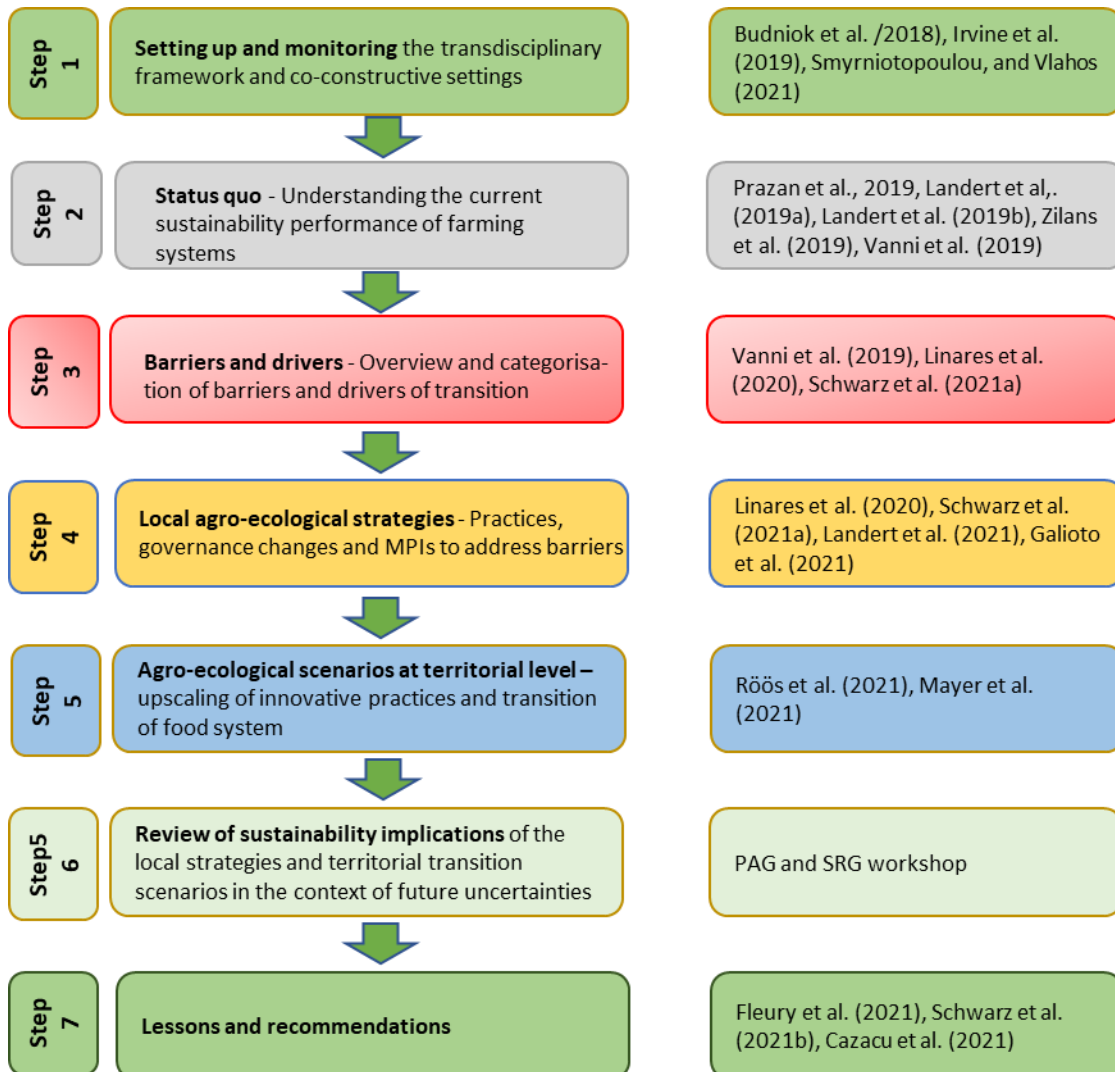 Step
1
Setting up and monitoring the transdisciplinary
framework and co-constructive settings
Budniok et al. /2018), Irvine et al.
(2019), Smyrniotopoulou, and Vlahos
(2021)
Step
2
Status quo - Understanding the current
sustainability performance of farming
systems
Prazan et al., 2019, Landert et al,.
(2019a), Landert et al. (2019b), Zilans
et al. (2019), Vanni et al. (2019)
Step
3
Barriers and drivers - Overview and categorisa-
tion of barriers and drivers of transition
Vanni et al. (2019), Linares et al.
(2020), Schwarz et al. (2021a)
Step
4
Local agro-ecological strategies - Practices,
governance changes and MPIs to address barriers
Linares et al. (2020), Schwarz et al.
(2021a), Landert et al. (2021), Galioto
et al. (2021)
Step
5
Agro-ecological scenarios at territorial level –
upscaling of innovative practices and transition
of food system
Röös et al. (2021), Mayer et al.
(2021)
Step5
6
Review of sustainability implications of the
local strategies and territorial transition
scenarios in the context of future uncertainties
PAG and SRG workshop
Step
7
Lessons and recommendations
Fleury et al. (2021), Schwarz et al.
(2021b), Cazacu et al. (2021)